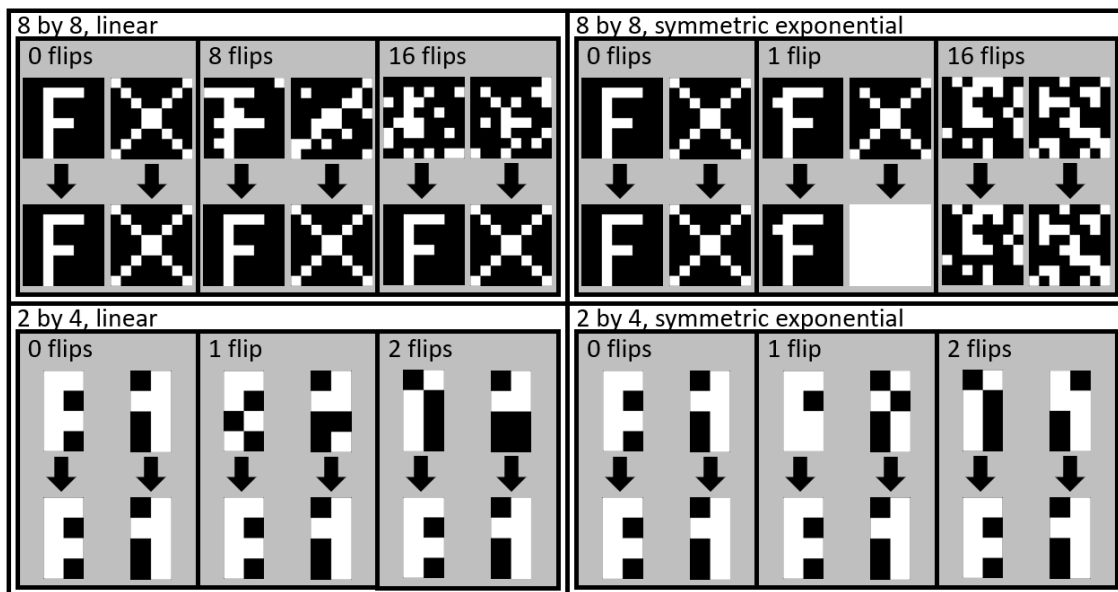 8 by 8, linear
0 flips
8 flips
16 flips
8 by 8, symmetric exponential
0 flips
1 flip
16 flips
2 by 4, linear
0 flips
1 flip
2 flips
2 by 4, symmetric exponential
0 flips
1 flip
2 flips